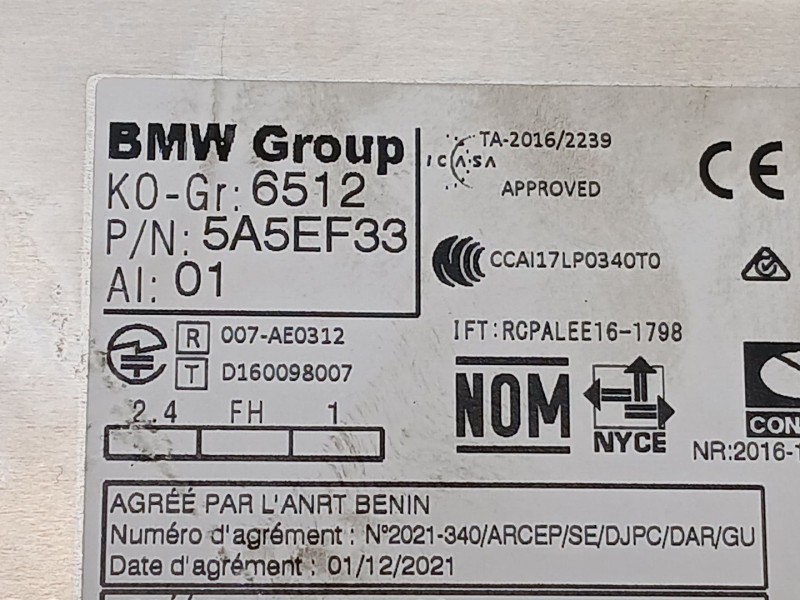 BMW Group
KO-Gr: 6512
P/N: 5A5EF33
AI: 01
ICASA
TA-2016/2239
APPROVED
CE
CCAI17LP0340T0
R 007-AE0312
T D160098007
2.4 FH 1
IFT:RCPALEE16-1798
NOM
NYCE
CON
NR:2016-1
AGRÉÉ PAR L'ANRT BENIN
Numéro d'agrément : N°2021-340/ARCEP/SE/DJPC/DAR/GU
Date d'agrément : 01/12/2021